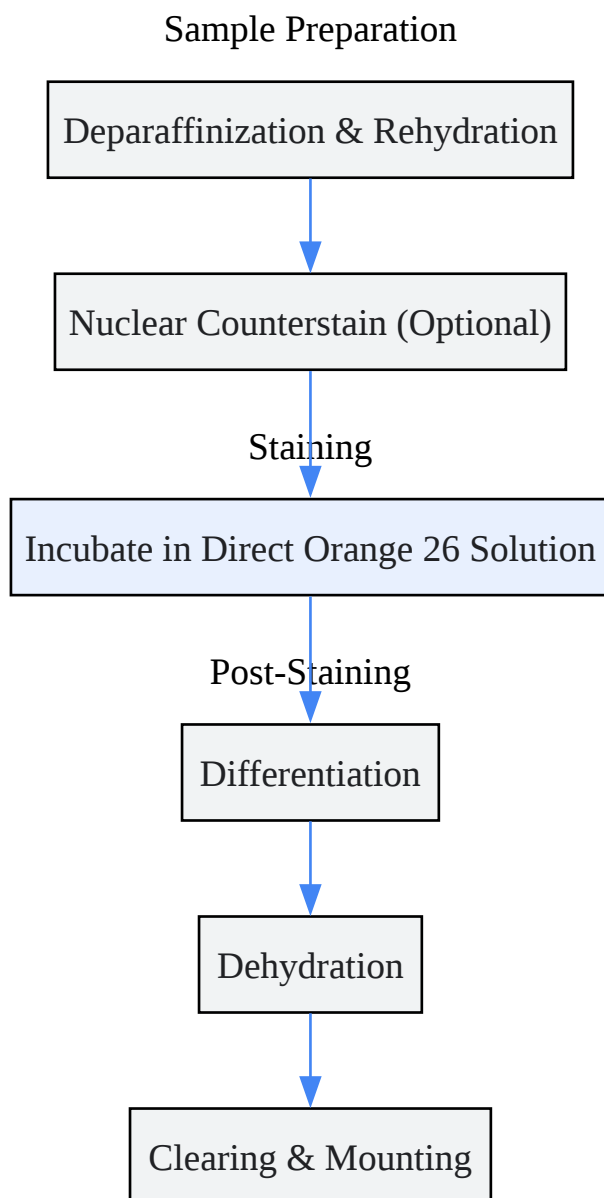 Sample Preparation
Deparaffinization & Rehydration
Nuclear Counterstain (Optional)
Staining
Incubate in Direct Orange 26 Solution
Post-Staining
Differentiation
Dehydration
Clearing & Mounting